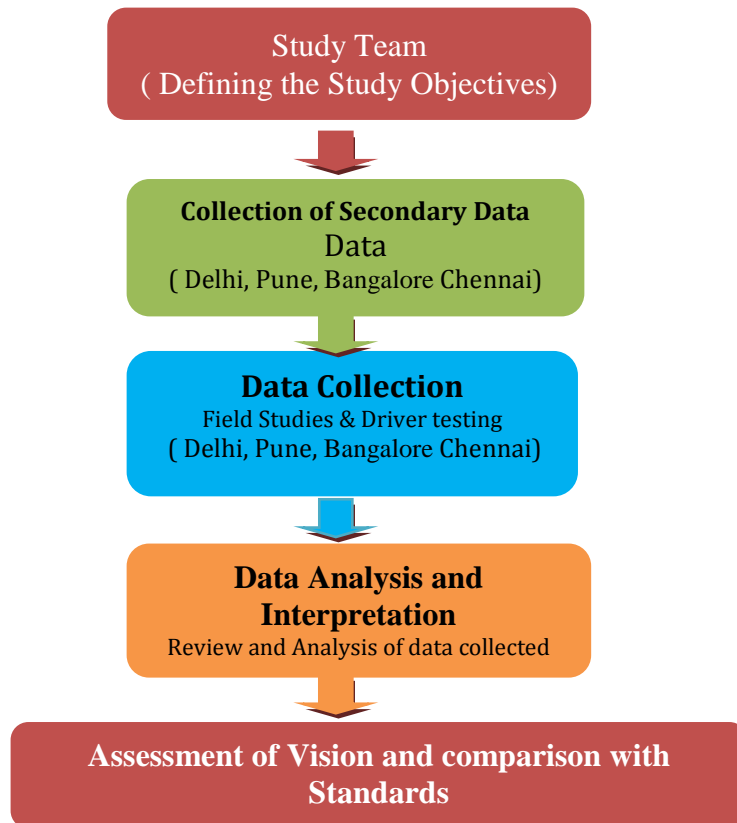 Study Team
( Defining the Study Objectives)
Collection of Secondary Data
Data
( Delhi, Pune, Bangalore Chennai)
Data Collection
Field Studies & Driver testing
( Delhi, Pune, Bangalore Chennai)
Data Analysis and
Interpretation
Review and Analysis of data collected
Assessment of Vision and comparison with
Standards